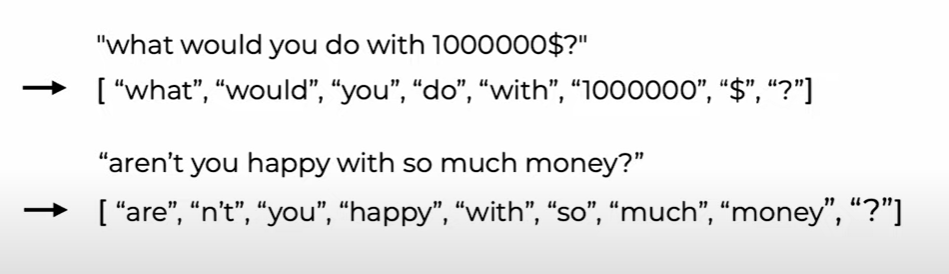 "what would you do with 1000000$?"
→ [ “what”, “would”, “you”, “do”, “with”, “1000000”, “$”, “?”]
“aren’t you happy with so much money?”
→ [ “are”, “n’t”, “you”, “happy”, “with”, “so”, “much”, “money”, “?”]